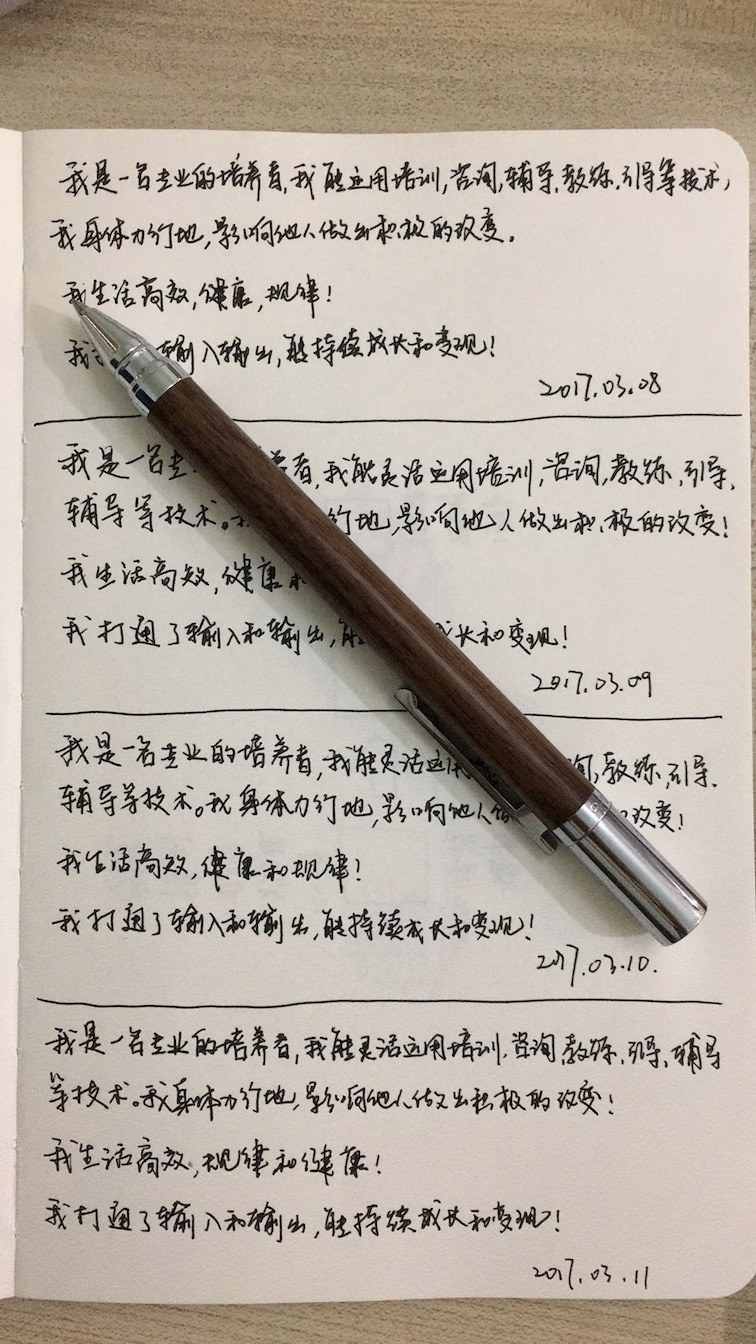 我是一名专业的培养者,我能运用培训,咨询,辅导,教练,引导等技术,
我身体力行地,影响他人做出积极的改变。
我生活高效,健康,规律!
我 输入输出,能持续成长和变现!
2017.03.08
我是一名专 养者,我能灵活运用培训,咨询,教练,引导,
辅导等技术。我 行地,影响他人做出积极的改变!
我生活高效,健康
我打通了输入和输出,能 成长和变现!
2017.03.09
我是一名专业的培养者,我能灵活运用 询,教练,引导,
辅导等技术。我身体力行地,影响他人做 改变!
我生活高效,健康和规律!
我打通了输入和输出,能持续成长和变现!
2017.03.10.
我是一名专业的培养者,我能灵活运用培训,咨询,教练,引导,辅导
等技术。我身体力行地,影响他人做出积极的改变!
我生活高效,规律和健康!
我打通了输入和输出,能持续成长和变现!
2017.03.11